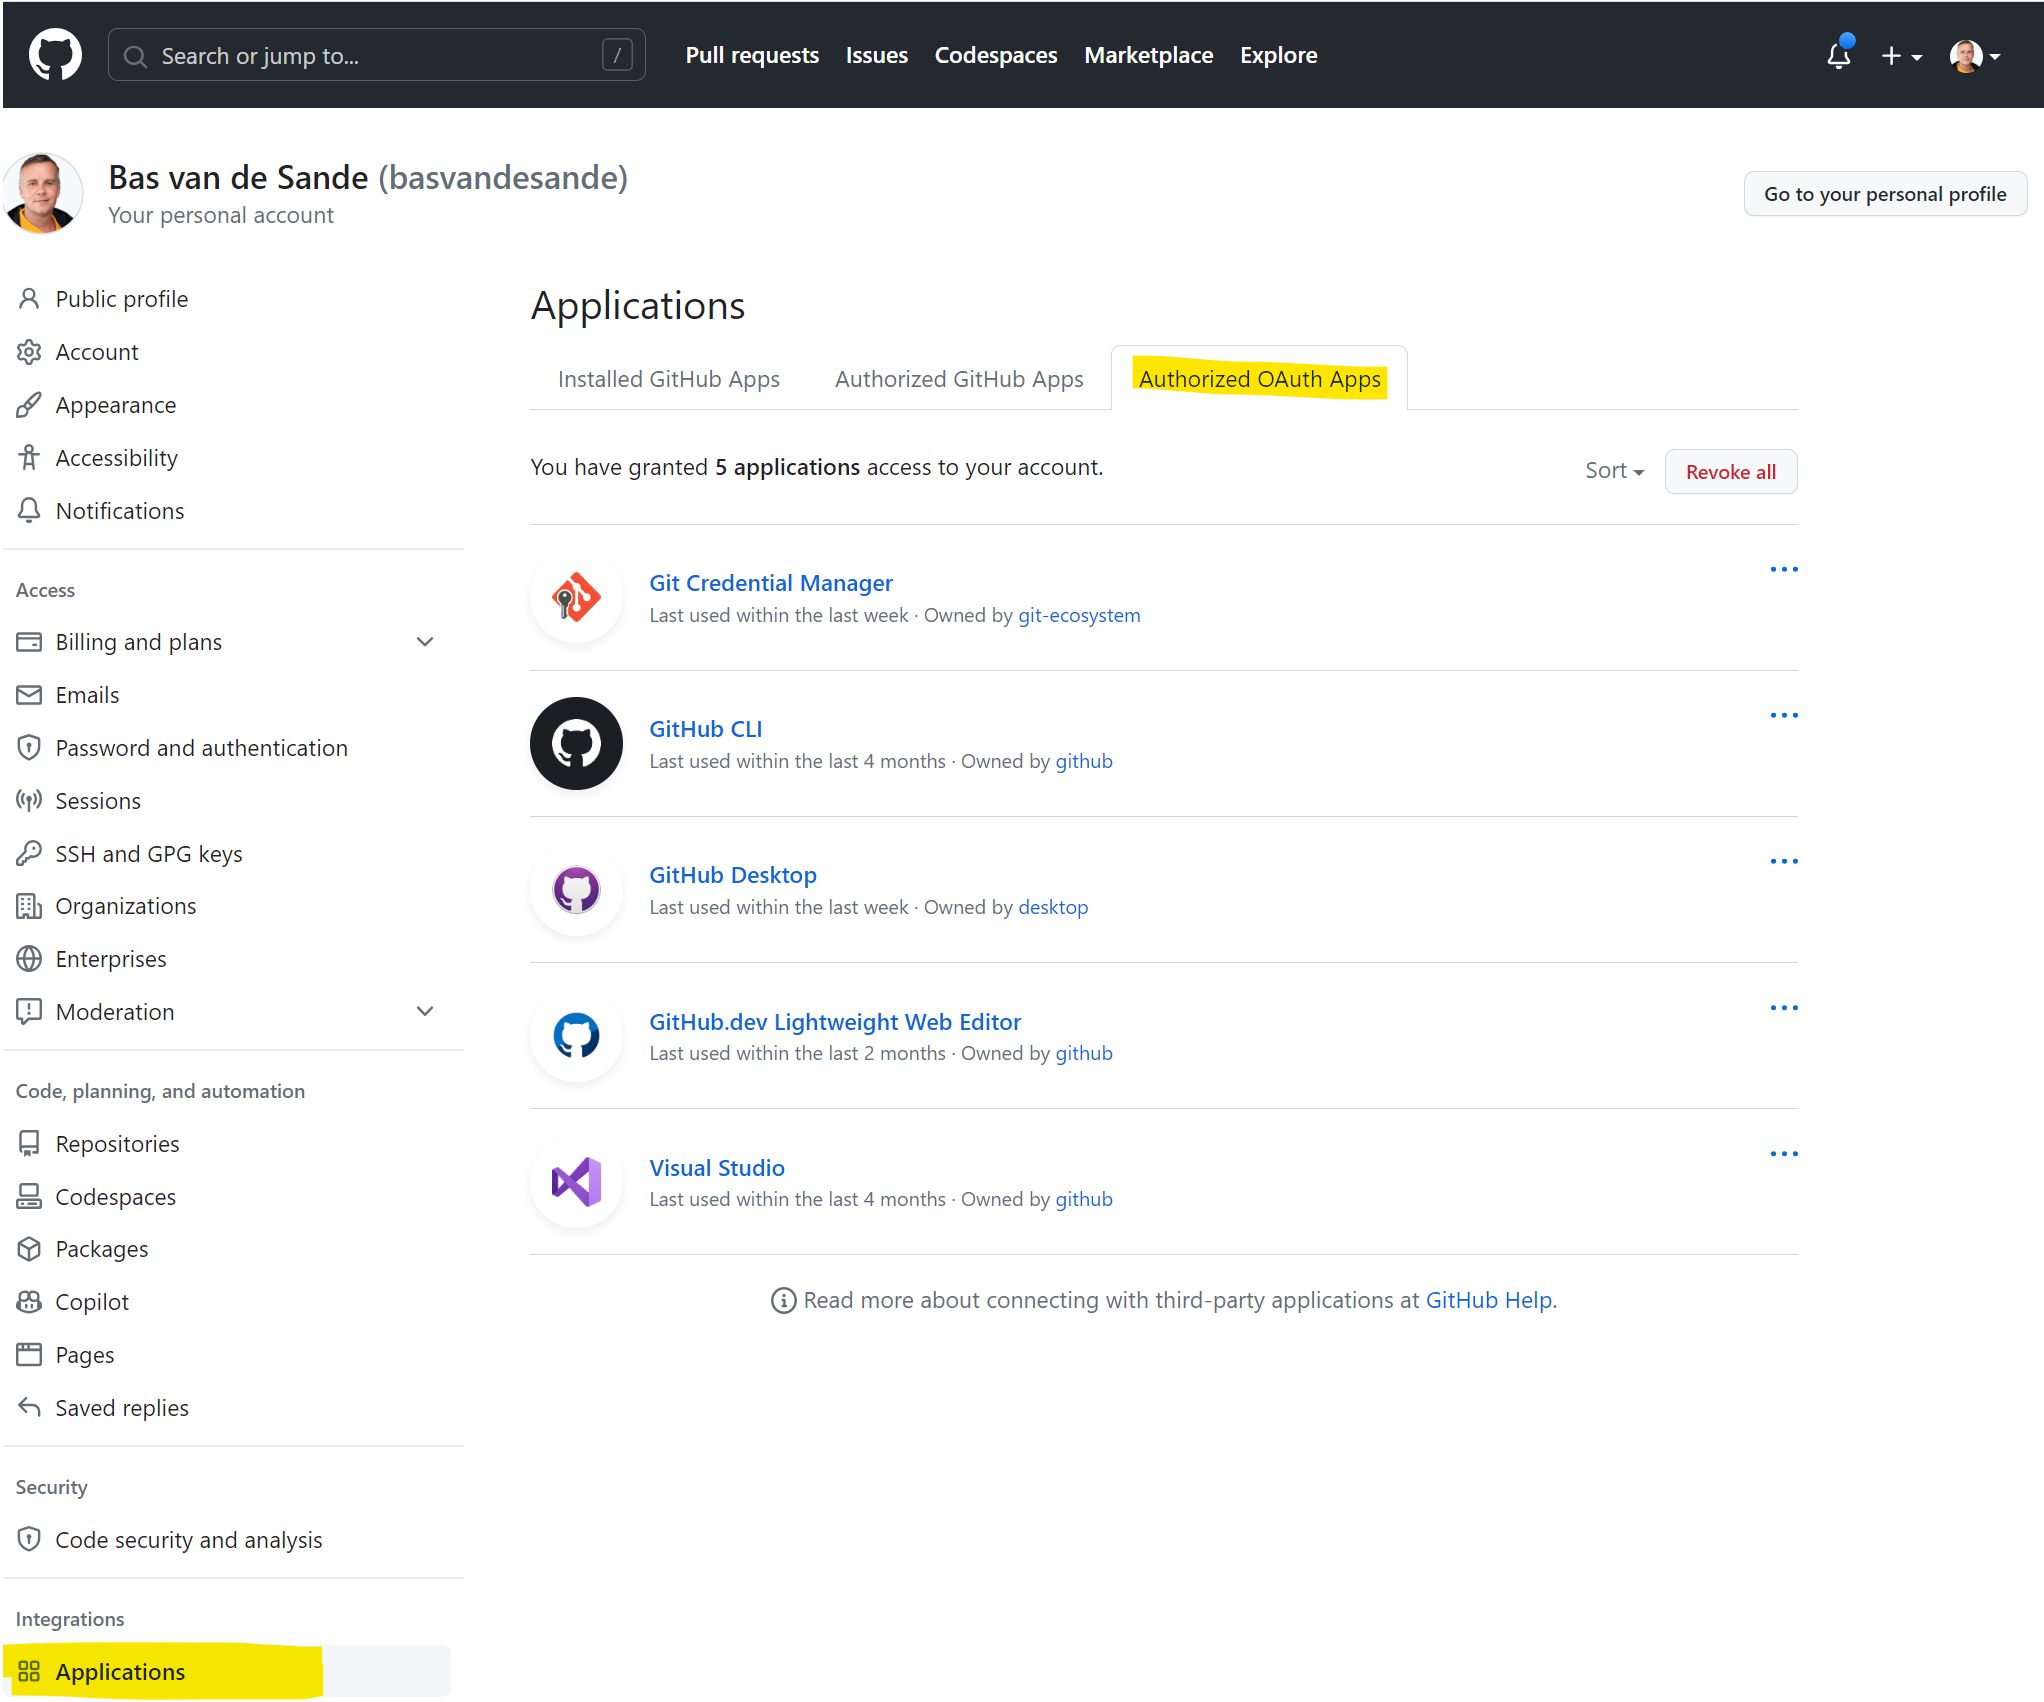 Search or jump to...
/
Pull requests
Issues
Codespaces
Marketplace
Explore
Bas van de Sande (basvandesande)
Your personal account
Go to your personal profile
Public profile
Account
Appearance
Accessibility
Notifications
Access
Billing and plans
Emails
Password and authentication
Sessions
SSH and GPG keys
Organizations
Enterprises
Moderation
Code, planning, and automation
Repositories
Codespaces
Packages
Copilot
Pages
Saved replies
Security
Code security and analysis
Integrations
Applications
Applications
Installed GitHub Apps
Authorized GitHub Apps
Authorized OAuth Apps
You have granted 5 applications access to your account.
Sort
Revoke all
Git Credential Manager
Last used within the last week · Owned by git-ecosystem
GitHub CLI
Last used within the last 4 months · Owned by github
GitHub Desktop
Last used within the last week · Owned by desktop
GitHub.dev Lightweight Web Editor
Last used within the last 2 months · Owned by github
Visual Studio
Last used within the last 4 months · Owned by github
Read more about connecting with third-party applications at GitHub Help.